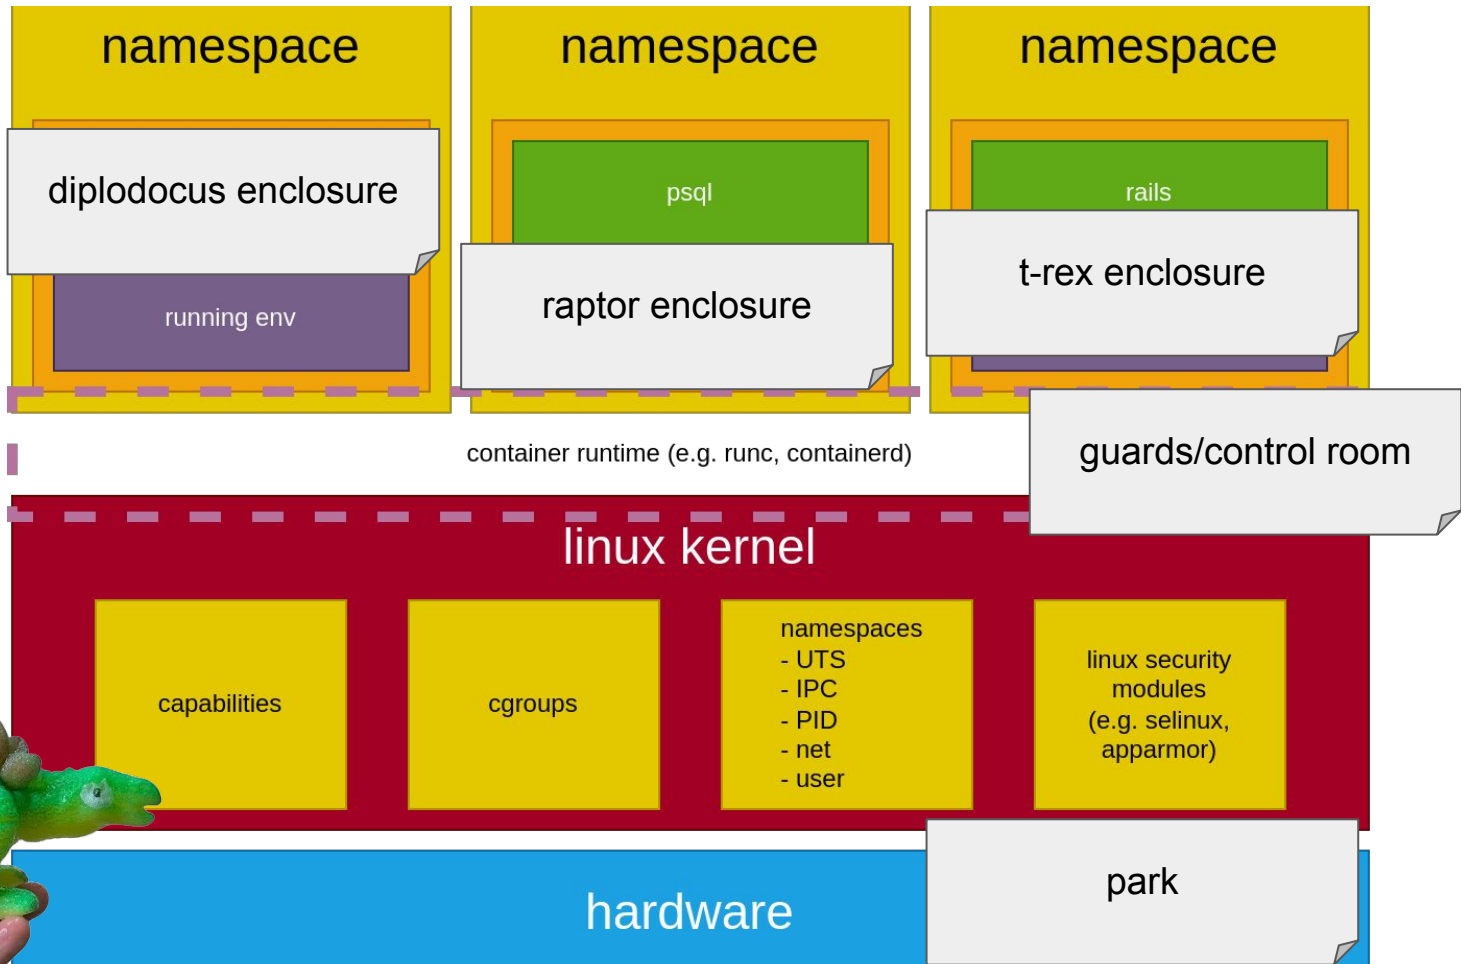 namespace
namespace
namespace
diplodocus enclosure
psql
rails
running env
raptor enclosure
t-rex enclosure
container runtime (e.g. runc, containerd)
guards/control room
linux kernel
capabilities
cgroups
namespaces
- UTS
- IPC
- PID
- net
- user
linux security
modules
(e.g. selinux,
apparmor)
park
hardware